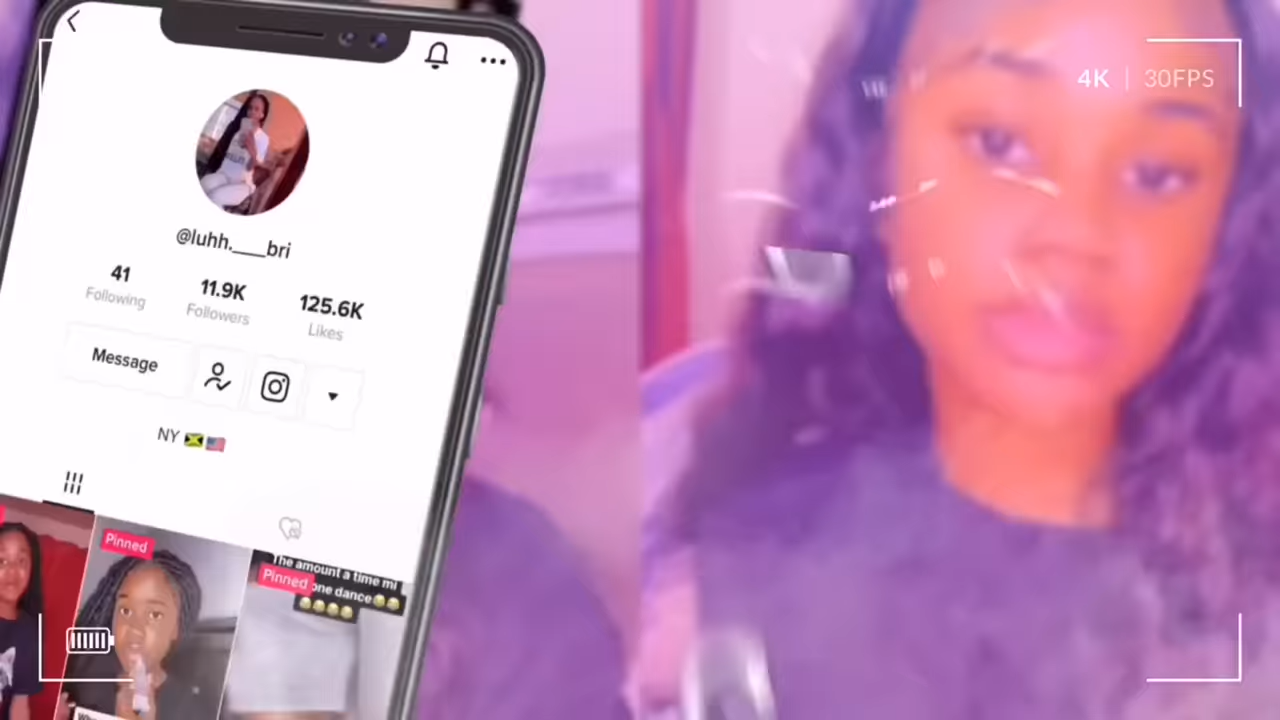 4K | 30FPS
@luhh.___bri
41
Following
11.9K
Followers
125.6K
Likes
Message
NY 🇯🇲🇺🇸
Pinned
Pinned
The amount a time mi
one dance😂😂
😂😂😂😂